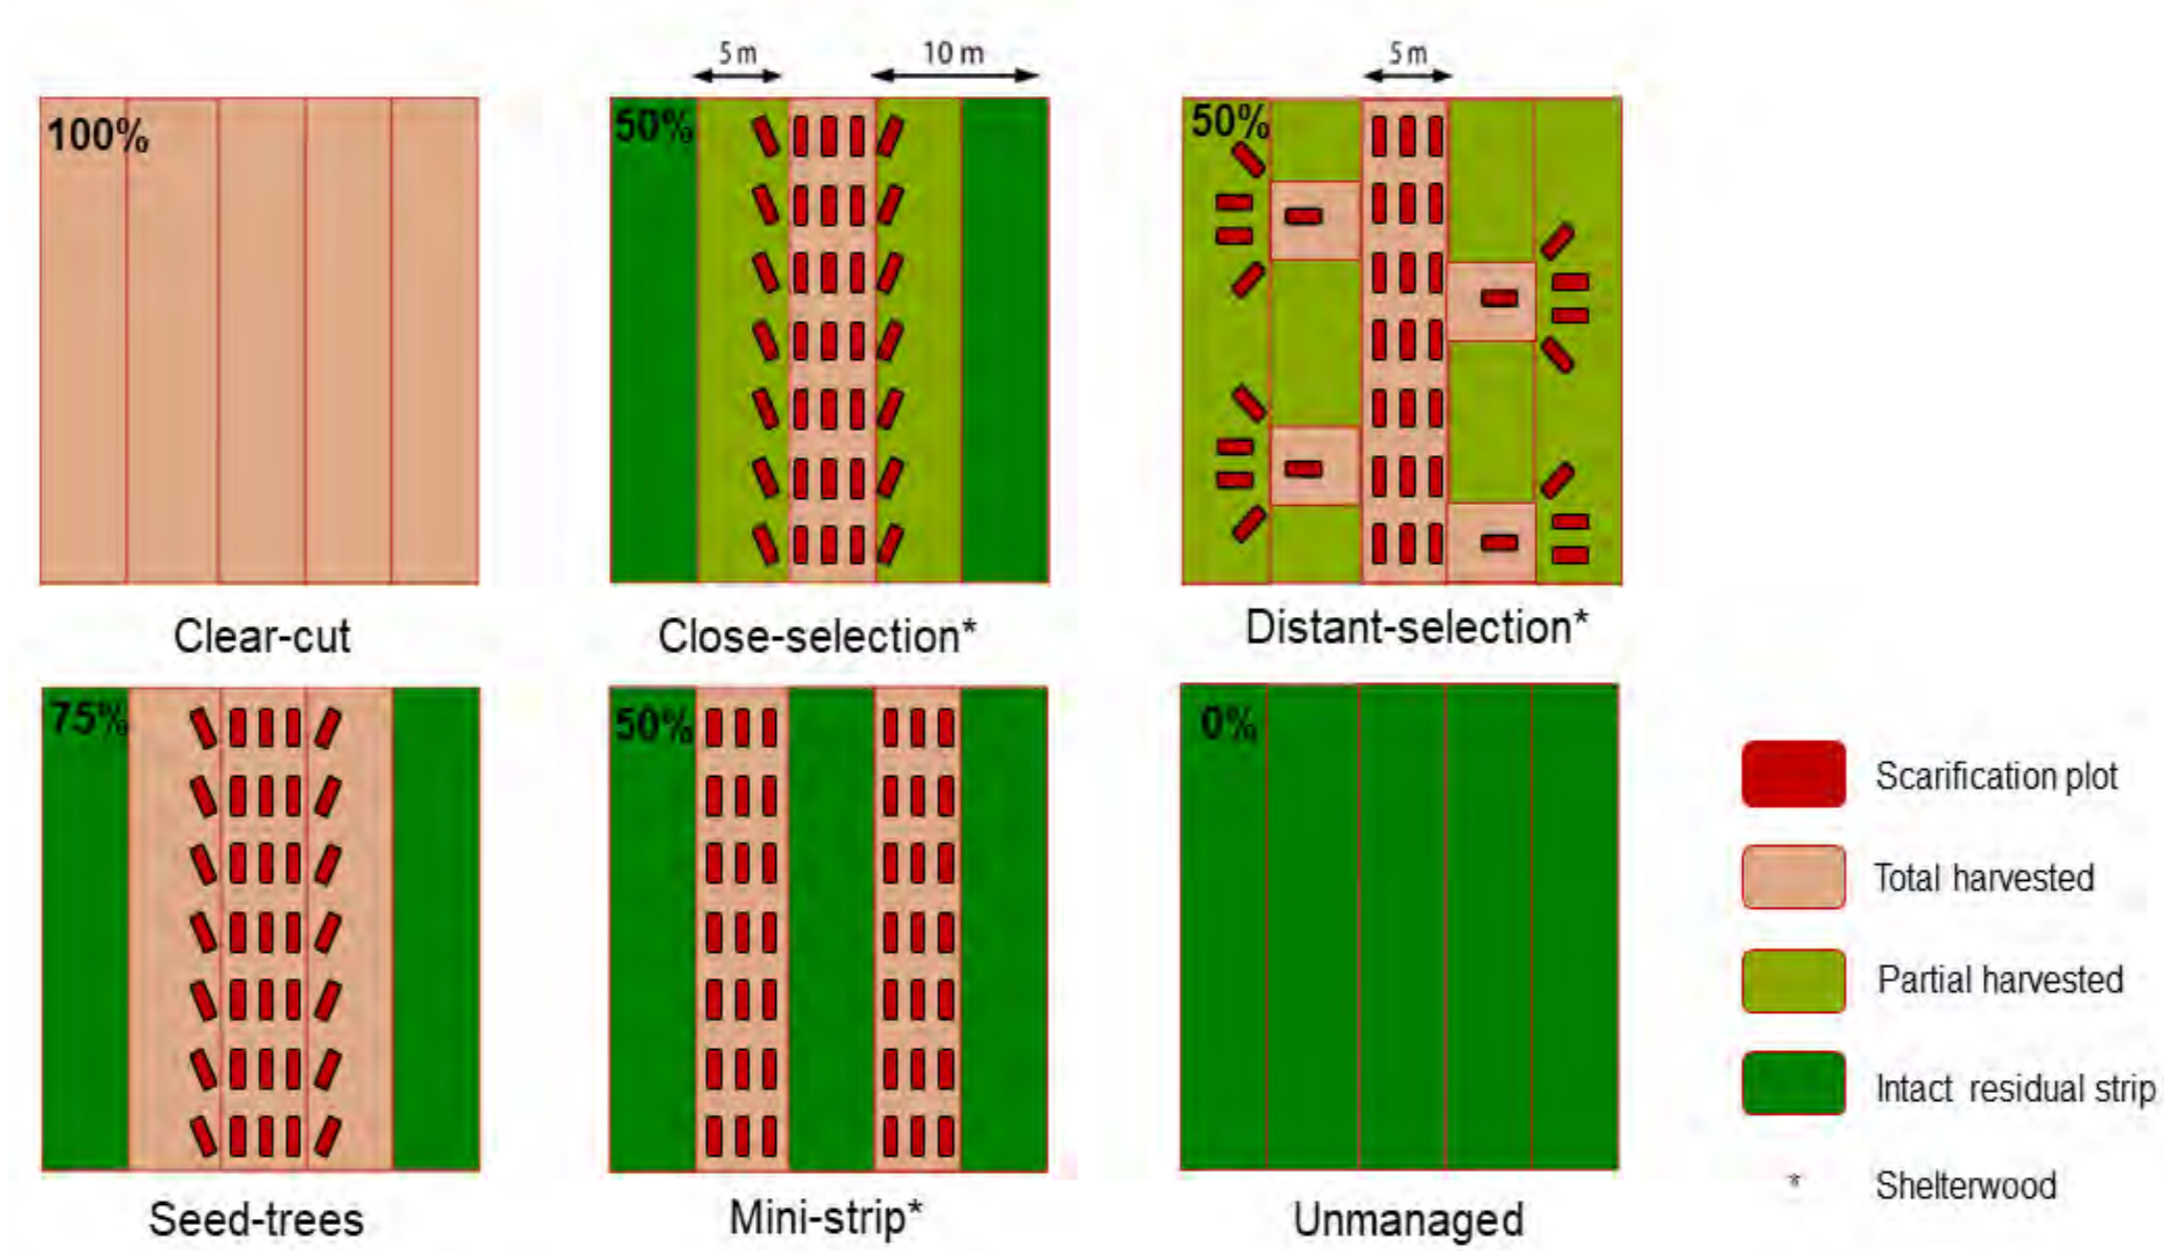 5 m
10 m
5 m
100%
50%
50%
Clear-cut
Close-selection*
Distant-selection*
75%
50%
0%
Scarification plot
Total harvested
Partial harvested
Intact residual strip
* Shelterwood
Seed-trees
Mini-strip*
Unmanaged